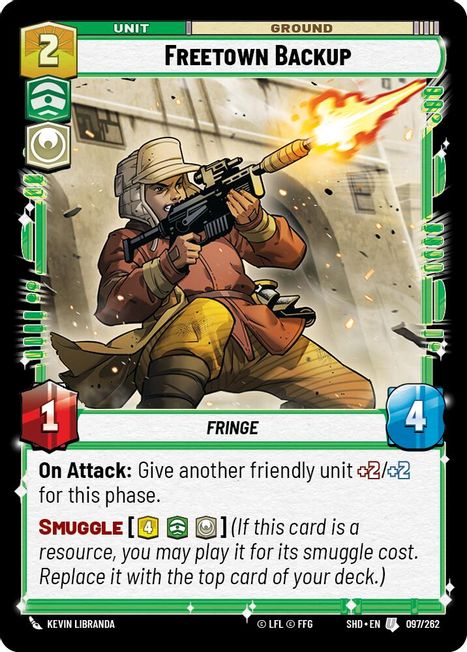 UNIT GROUND
2 FREETOWN BACKUP
1 4
FRINGE
On Attack: Give another friendly unit +2/+2
for this phase.
SMUGGLE [4] (If this card is a
resource, you may play it for its smuggle cost.
Replace it with the top card of your deck.)
KEVIN LIBRANDA © LFL © FFG SHD • EN U 097/262